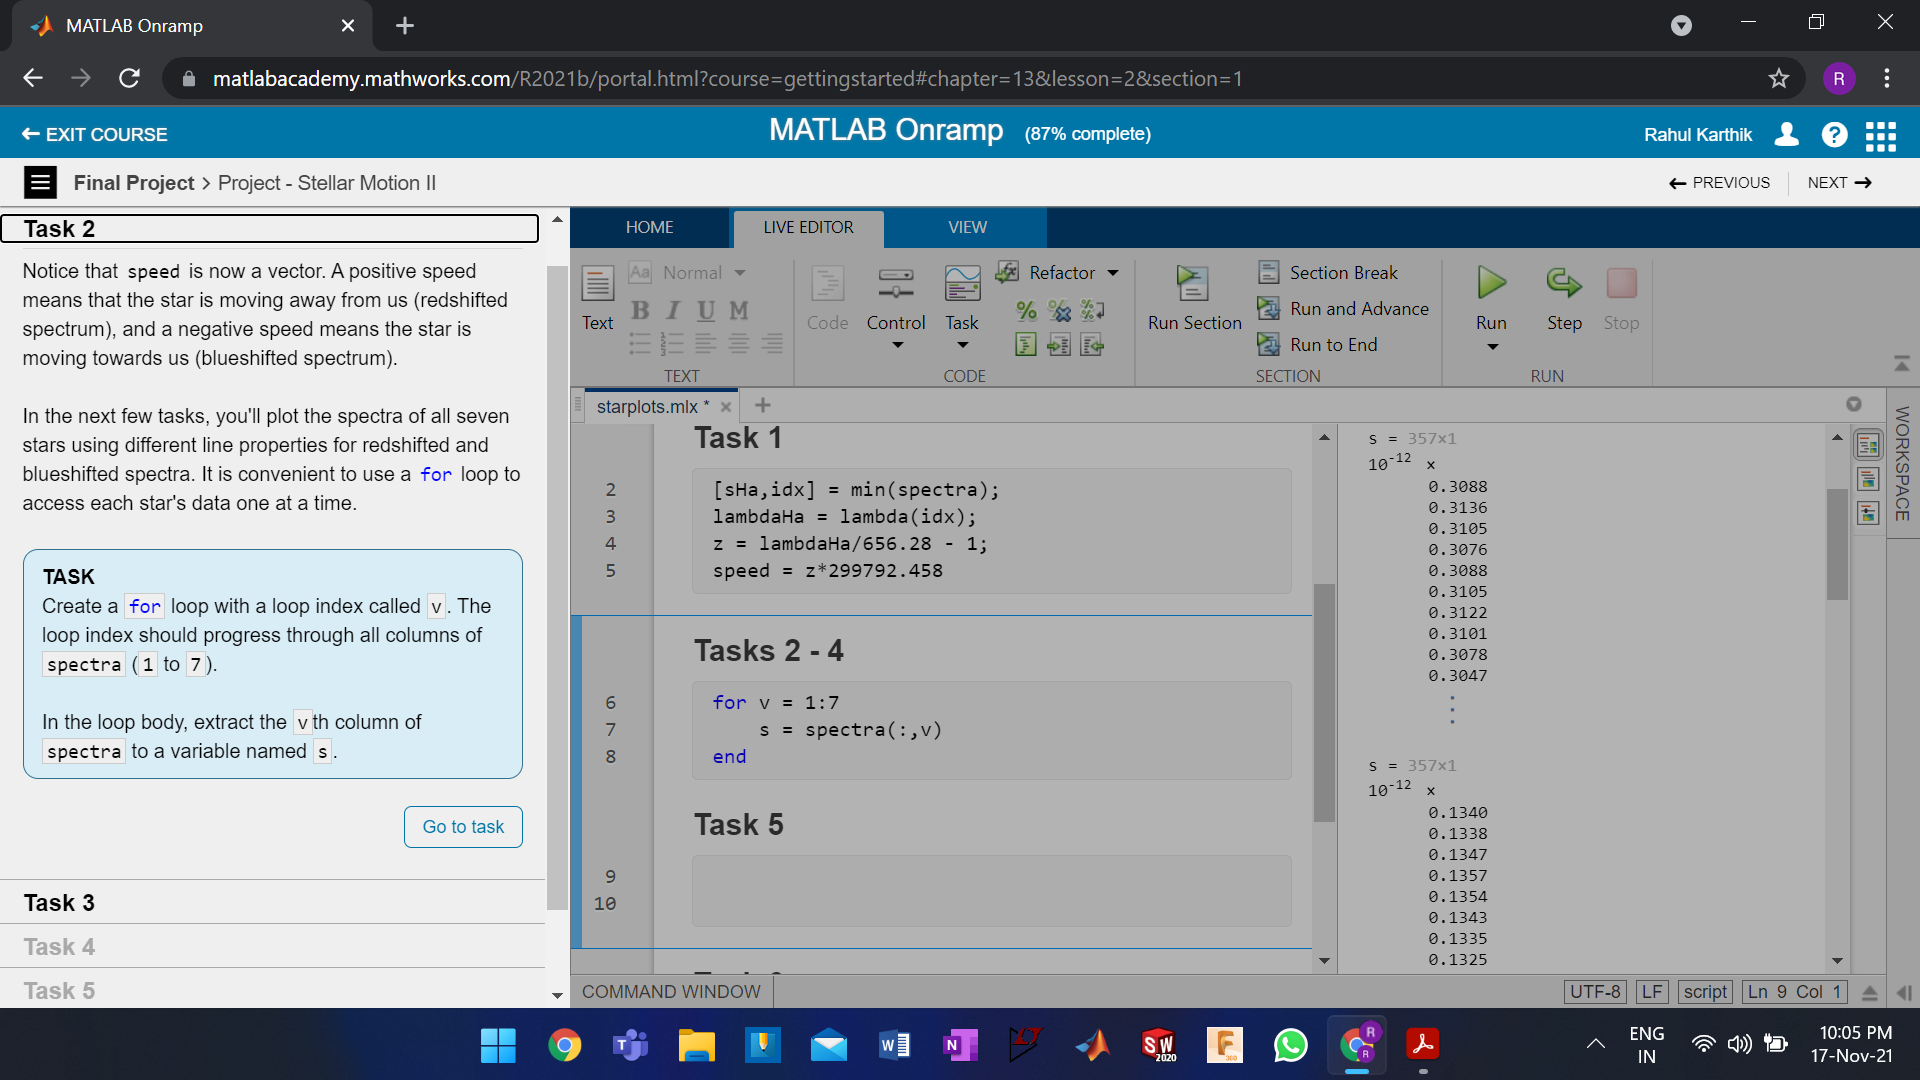 MATLAB Onramp
matlabacademy.mathworks.com/R2021b/portal.html?course=gettingstarted#chapter=13&lesson=2&section=1
R
EXIT COURSE
MATLAB Onramp (87% complete)
Rahul Karthik
?
Final Project > Project - Stellar Motion II
PREVIOUS
NEXT
Task 2
Notice that speed is now a vector. A positive speed
means that the star is moving away from us (redshifted
spectrum), and a negative speed means the star is
moving towards us (blueshifted spectrum).
In the next few tasks, you'll plot the spectra of all seven
stars using different line properties for redshifted and
blueshifted spectra. It is convenient to use a for loop to
access each star's data one at a time.
TASK
Create a for loop with a loop index called v. The
loop index should progress through all columns of
spectra (1 to 7).
In the loop body, extract the vth column of
spectra to a variable named s.
Go to task
Task 3
Task 4
Task 5
HOME
LIVE EDITOR
VIEW
Text
Aa Normal
B I U M
TEXT
Code
Control
Task
Refactor
CODE
Run Section
Section Break
Run and Advance
Run to End
SECTION
Run
Step
Stop
RUN
starplots.mlx *
WORKSPACE
Task 1
2 [sHa,idx] = min(spectra);
3 lambdaHa = lambda(idx);
4 z = lambdaHa/656.28 - 1;
5 speed = z*299792.458
Tasks 2 - 4
6 for v = 1:7
7 s = spectra(:,v)
8 end
Task 5
9
10
s = 357×1
10-12 ×
0.3088
0.3136
0.3105
0.3076
0.3088
0.3105
0.3122
0.3101
0.3078
0.3047
⋮
s = 357×1
10-12 ×
0.1340
0.1338
0.1347
0.1357
0.1354
0.1343
0.1335
0.1325
COMMAND WINDOW
UTF-8
LF
script
Ln 9 Col 1
T
W
N
SW
2020
F
360
R
R
ENG
IN
10:05 PM
17-Nov-21